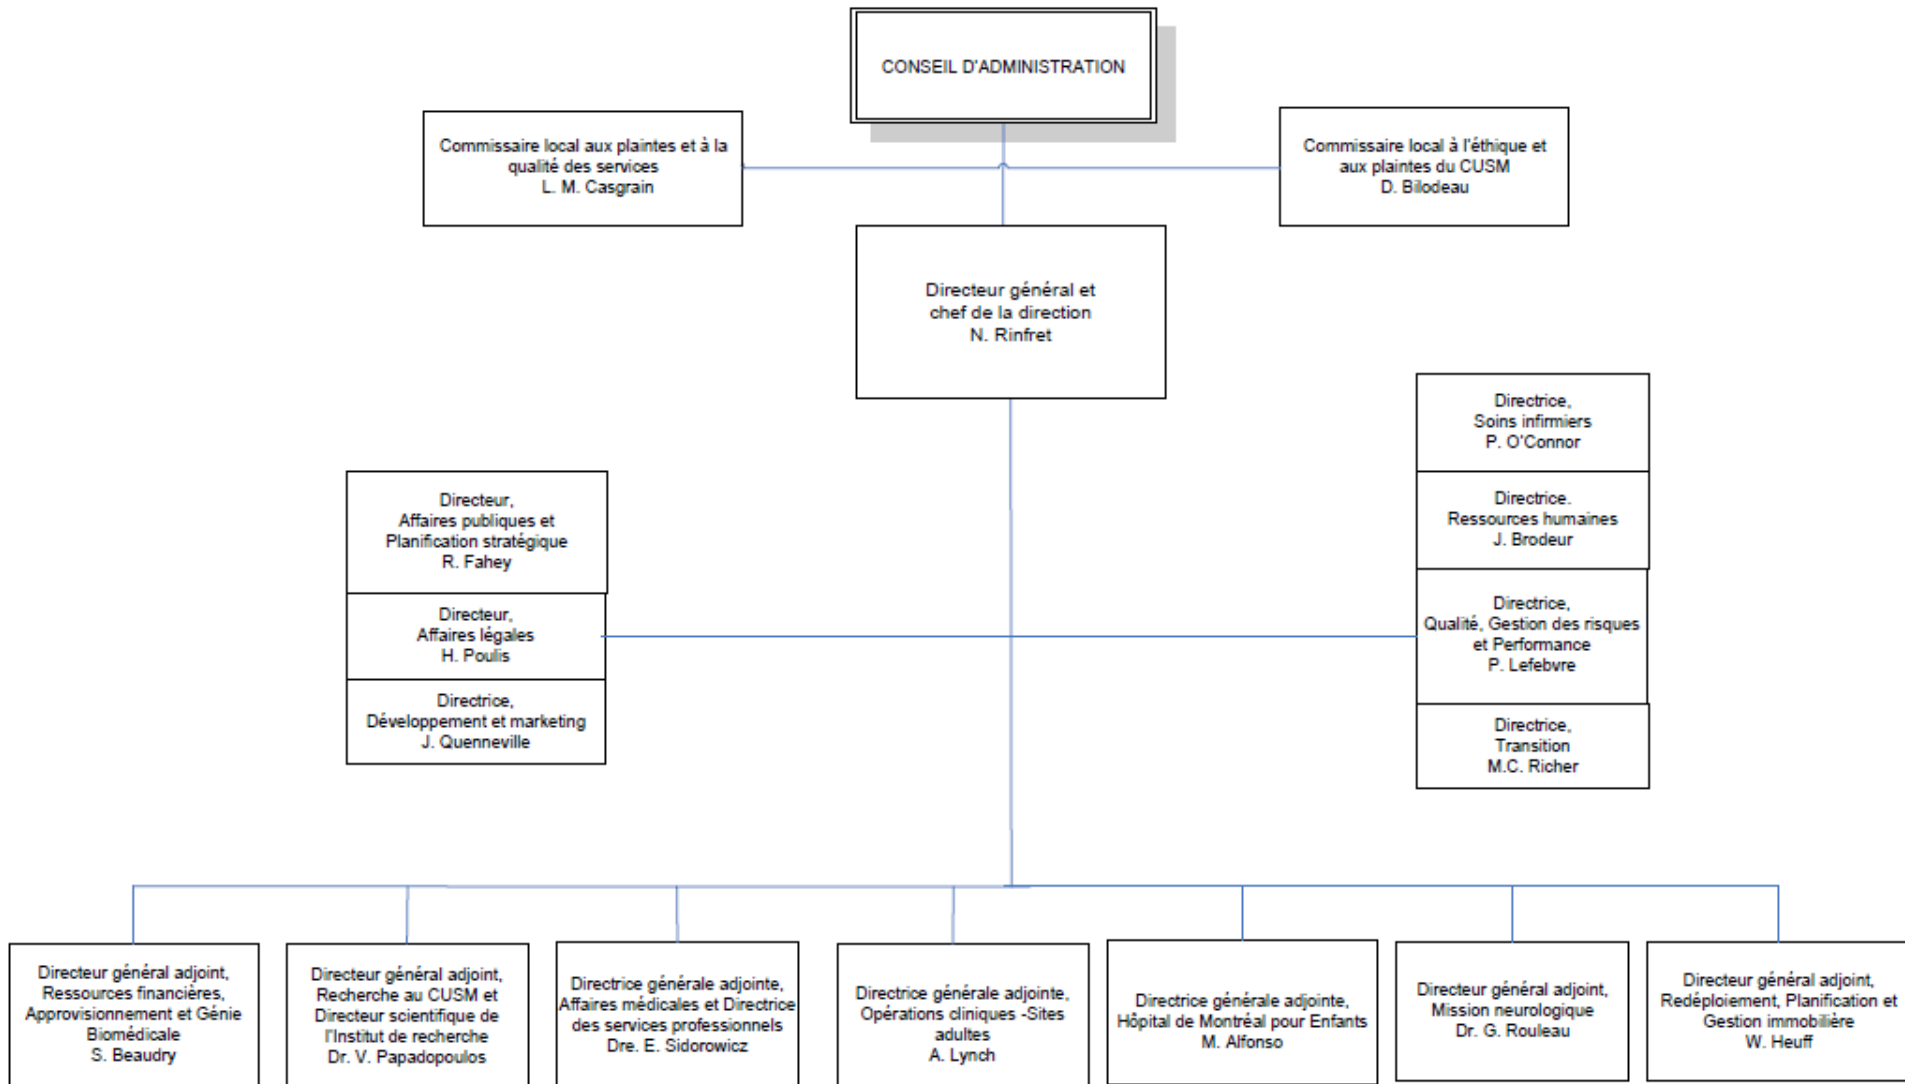 CONSEIL D'ADMINISTRATION
Commissaire local aux plaintes et à la
qualité des services
L. M. Casgrain
Commissaire local à l'éthique et
aux plaintes du CUSM
D. Bilodeau
Directeur général et
chef de la direction
N. Rinfret
Directeur,
Affaires publiques et
Planification stratégique
R. Fahey
Directeur,
Affaires légales
H. Poulis
Directrice,
Développement et marketing
J. Quenneville
Directrice,
Soins infirmiers
P. O'Connor
Directrice.
Ressources humaines
J. Brodeur
Directrice,
Qualité, Gestion des risques
et Performance
P. Lefebvre
Directrice,
Transition
M.C. Richer
Directeur général adjoint,
Ressources financières,
Approvisionnement et Génie
Biomédicale
S. Beaudry
Directeur général adjoint,
Recherche au CUSM et
Directeur scientifique de
l'Institut de recherche
Dr. V. Papadopoulos
Directrice générale adjointe,
Affaires médicales et Directrice
des services professionnels
Dre. E. Sidorowicz
Directrice générale adjointe,
Opérations cliniques -Sites
adultes
A. Lynch
Directrice générale adjointe,
Hôpital de Montréal pour Enfants
M. Alfonso
Directeur général adjoint,
Mission neurologique
Dr. G. Rouleau
Directeur général adjoint,
Redéploiement, Planification et
Gestion immobilière
W. Heuff